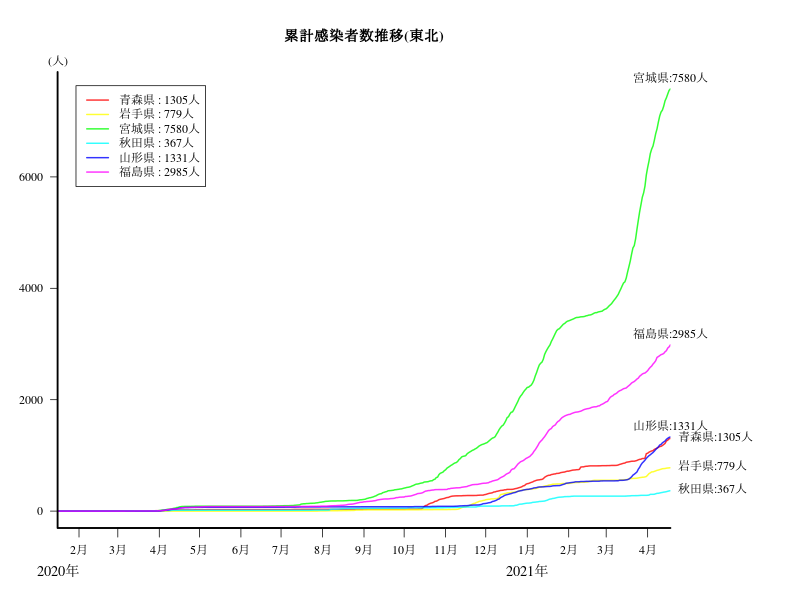 累計感染者数推移(東北)
(人)
宮城県:7580人
青森県 : 1305人
岩手県 : 779人
宮城県 : 7580人
秋田県 : 367人
山形県 : 1331人
福島県 : 2985人
6000
4000
福島県:2985人
2000
山形県:1331人
青森県:1305人
岩手県:779人
秋田県:367人
0
2月 3月 4月 5月 6月 7月 8月 9月 10月 11月 12月 1月 2月 3月 4月
2020年 2021年